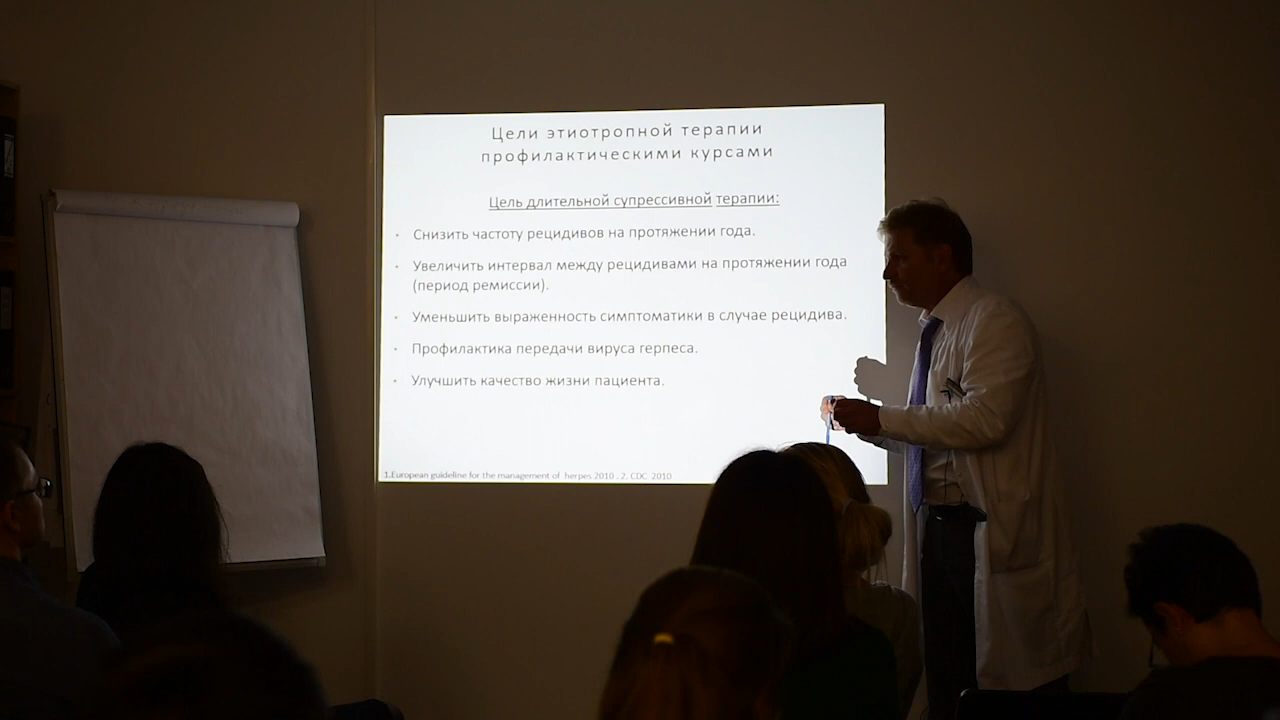 Цели этиотропной терапии
профилактическими курсами
Цель длительной супрессивной терапии:
• Снизить частоту рецидивов на протяжении года.
• Увеличить интервал между рецидивами на протяжении года
(период ремиссии).
• Уменьшить выраженность симптоматики в случае рецидива.
• Профилактика передачи вируса герпеса.
• Улучшить качество жизни пациента.
1.European guideline for the management of herpes 2010 . 2. CDC 2010